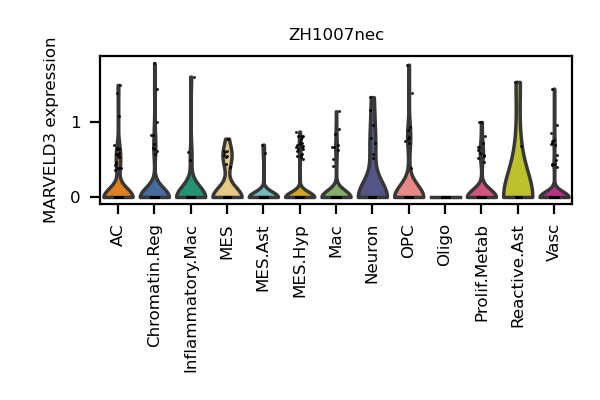 ZH1007nec
MARVELD3 expression
1
0
AC
Chromatin.Reg
Inflammatory.Mac
MES
MES.Ast
MES.Hyp
Mac
Neuron
OPC
Oligo
Prolif.Metab
Reactive.Ast
Vasc